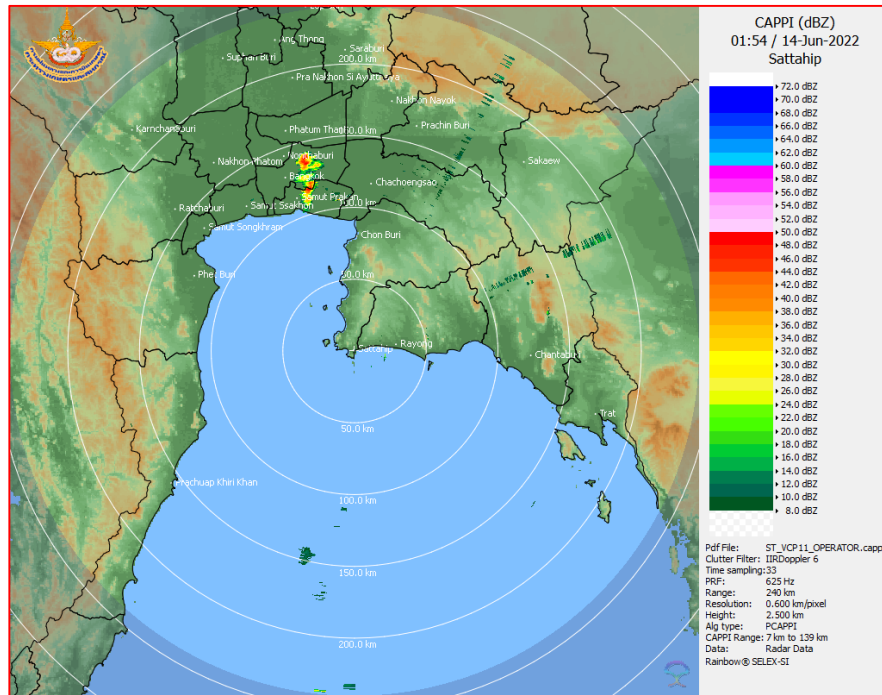 CAPPI (dBZ)
01:54 / 14-Jun-2022
Sattahip
72.0 dBZ
70.0 dBZ
68.0 dBZ
66.0 dBZ
64.0 dBZ
62.0 dBZ
60.0 dBZ
58.0 dBZ
56.0 dBZ
54.0 dBZ
52.0 dBZ
50.0 dBZ
48.0 dBZ
46.0 dBZ
44.0 dBZ
42.0 dBZ
40.0 dBZ
38.0 dBZ
36.0 dBZ
34.0 dBZ
32.0 dBZ
30.0 dBZ
28.0 dBZ
26.0 dBZ
24.0 dBZ
22.0 dBZ
20.0 dBZ
18.0 dBZ
16.0 dBZ
14.0 dBZ
12.0 dBZ
10.0 dBZ
8.0 dBZ
Pdf File: ST_VCP11_OPERATOR.capp
Clutter Filter: IIRDoppler 6
Time sampling:33
PRF: 625 Hz
Range: 240 km
Resolution: 0.600 km/pixel
Height: 2.500 km
Alg type: PCAPPI
CAPPI Range: 7 km to 139 km
Data: Radar Data
Rainbow® SELEX-SI
Ang Thong
Saraburi
Suphan Buri
200.0 km
Pra Nakhon Si Ayutthaya
Nakhon Nayok
Karnchanaburi
Prachin Buri
Nakhon Phatom
Sakaew
Bangkok
Chachoengsao
Samut Prakan
Ratchaburi
Samut Ssakhon
Samut Songkhram
Chon Buri
Sattahip
Rayong
Chantaburi
Trat
50.0 km
Prachuap Khiri Khan
100.0 km
150.0 km
200.0 km